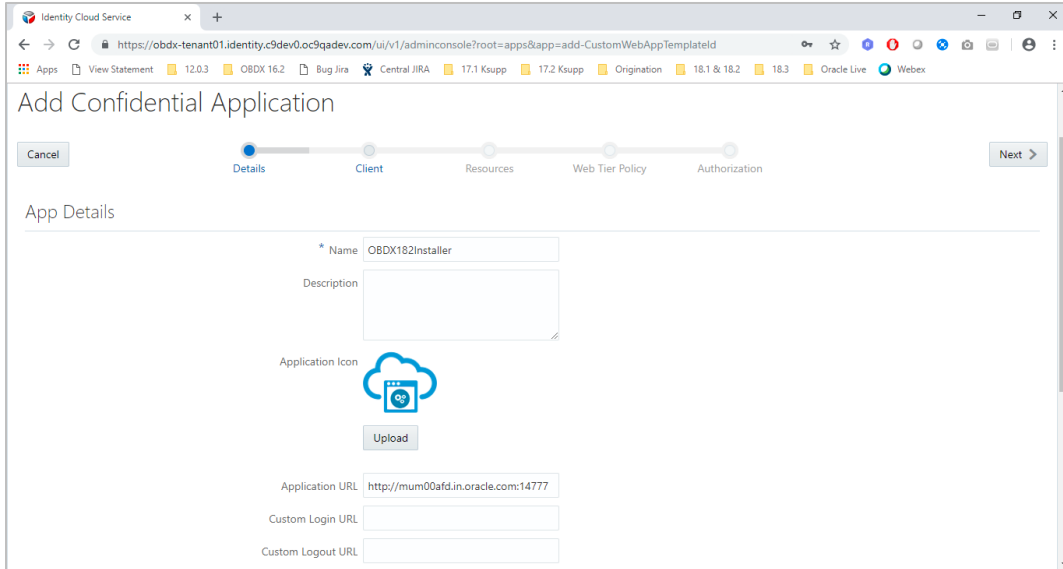 Identity Cloud Service
https://obdx-tenant01.identity.c9dev0.oc9qadev.com/ui/v1/adminconsole?root=apps&app=add-CustomWebAppTemplateId
Apps View Statement 12.0.3 OBDX 16.2 Bug Jira Central JIRA 17.1 Ksupp 17.2 Ksupp Origination 18.1 & 18.2 18.3 Oracle Live Webex
Add Confidential Application
Cancel Next >
Details Client Resources Web Tier Policy Authorization
App Details
* Name OBDX182Installer
Description
Application Icon
Upload
Application URL http://mum00afd.in.oracle.com:14777
Custom Login URL
Custom Logout URL